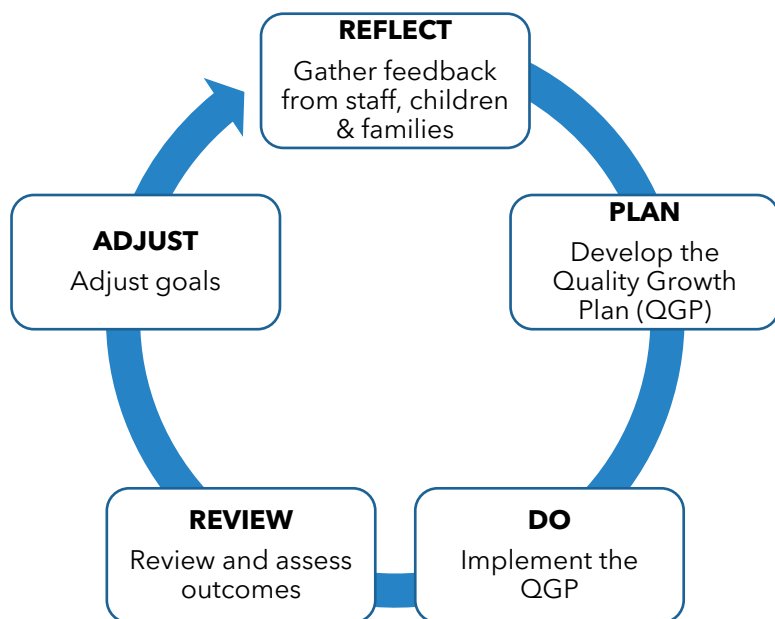 REFLECT
Gather feedback
from staff, children
& families
PLAN
Develop the
Quality Growth
Plan (QGP)
DO
Implement the
QGP
REVIEW
Review and assess
outcomes
ADJUST
Adjust goals